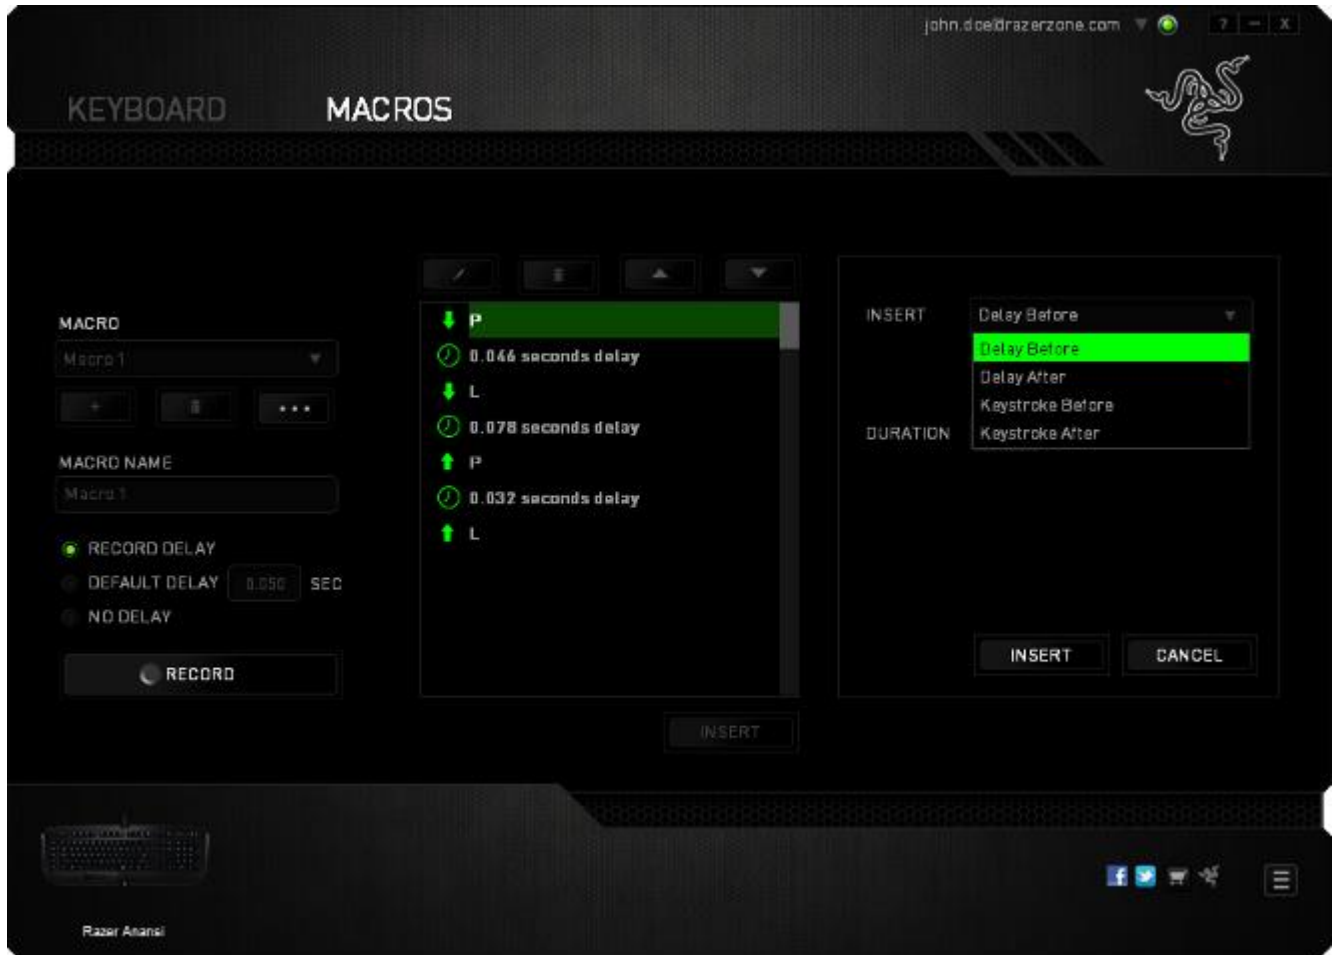 john.doe@razerzone.com
? – X
KEYBOARD MACROS
MACRO
Macro 1
MACRO NAME
Macro 1
RECORD DELAY
DEFAULT DELAY 0.050 SEC
NO DELAY
RECORD
P
0.046 seconds delay
L
0.078 seconds delay
P
0.032 seconds delay
L
INSERT
INSERT Delay Before
Delay Before
Delay After
Keystroke Before
DURATION Keystroke After
INSERT CANCEL
Razer Anansi